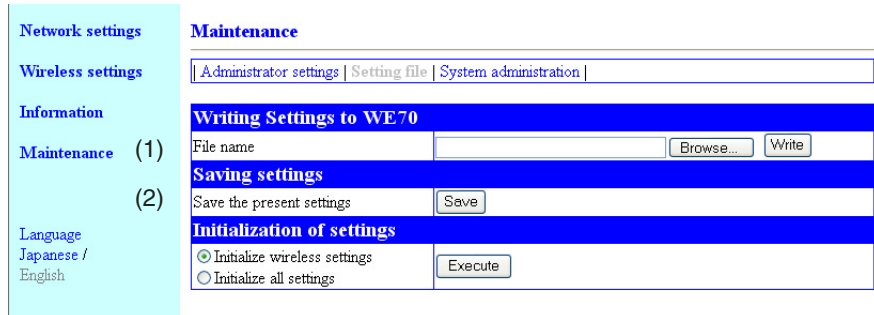 Network settings
Wireless settings
Information
Maintenance
(1)
(2)
Language
Japanese /
English
Maintenance
| Administrator settings | Setting file | System administration |
Writing Settings to WE70
File name Browse... Write
Saving settings
Save the present settings Save
Initialization of settings
Initialize wireless settings
Initialize all settings
Execute